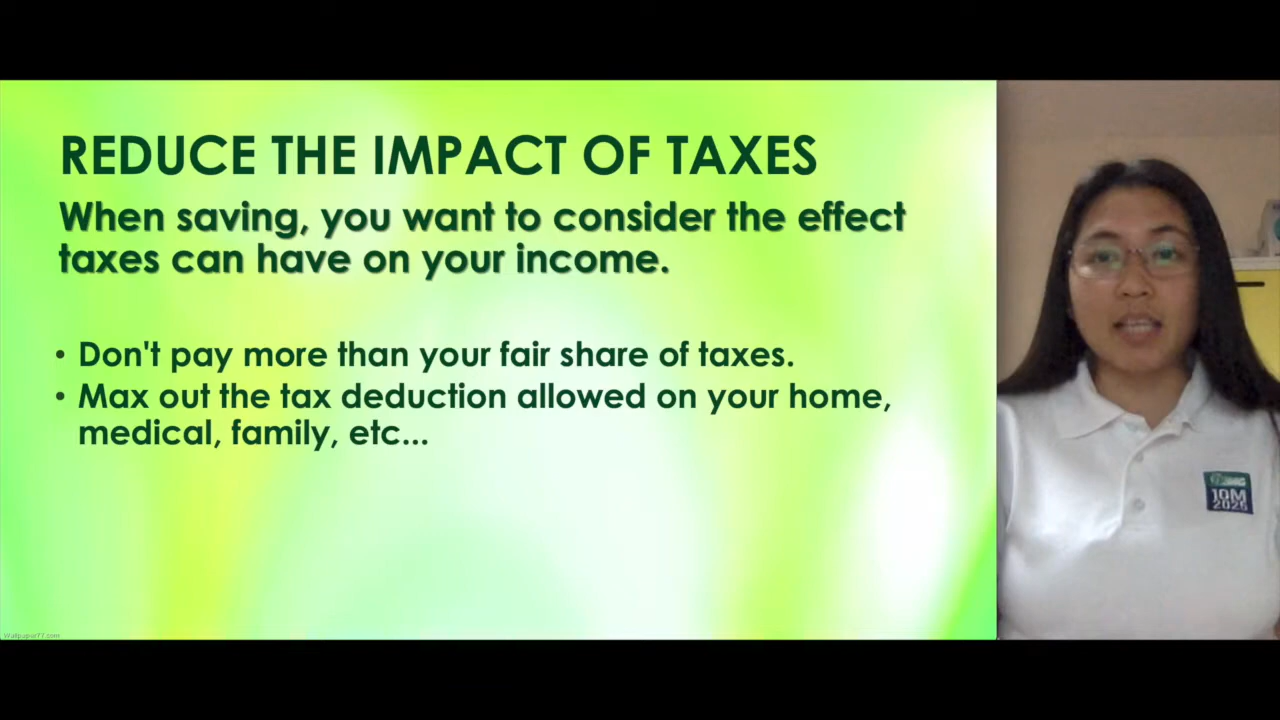 REDUCE THE IMPACT OF TAXES
When saving, you want to consider the effect
taxes can have on your income.
• Don't pay more than your fair share of taxes.
• Max out the tax deduction allowed on your home,
medical, family, etc...
10M
2025